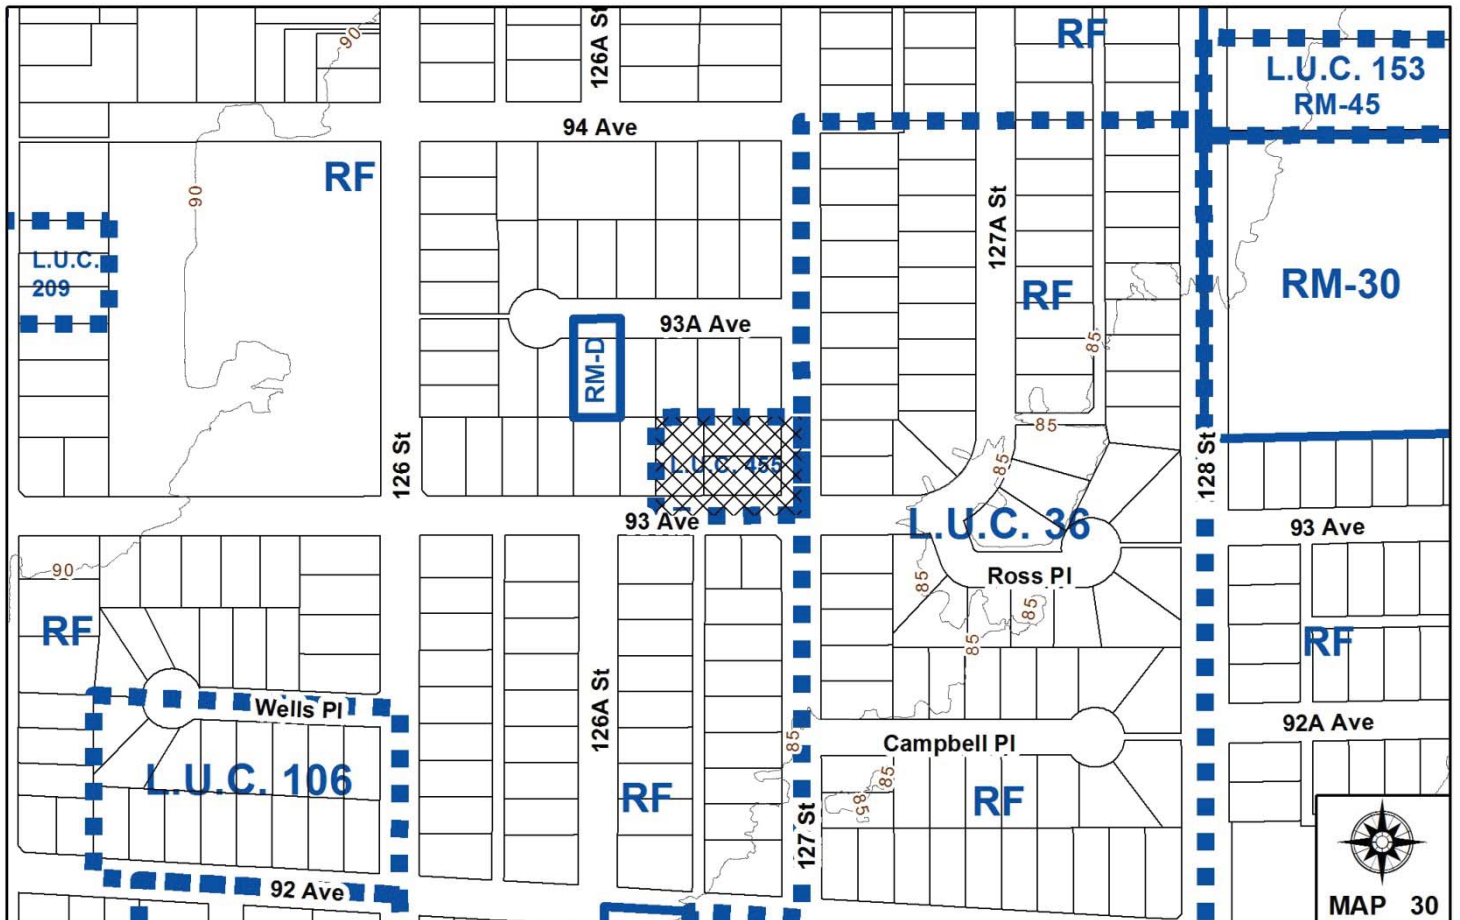 90
126A St
RF
L.U.C. 153
RM-45
94 Ave
RF
90
127A St
L.U.C.
209
RF
RM-30
93A Ave
RM-D
85
85
126 St
128 St
L.U.C. 455
85
93 Ave
L.U.C. 36
93 Ave
90
85
Ross Pl
85
RF
85
RF
Wells Pl
126A St
92A Ave
85
Campbell Pl
L.U.C. 106
85
RF
85
RF
127 St
92 Ave
MAP 30